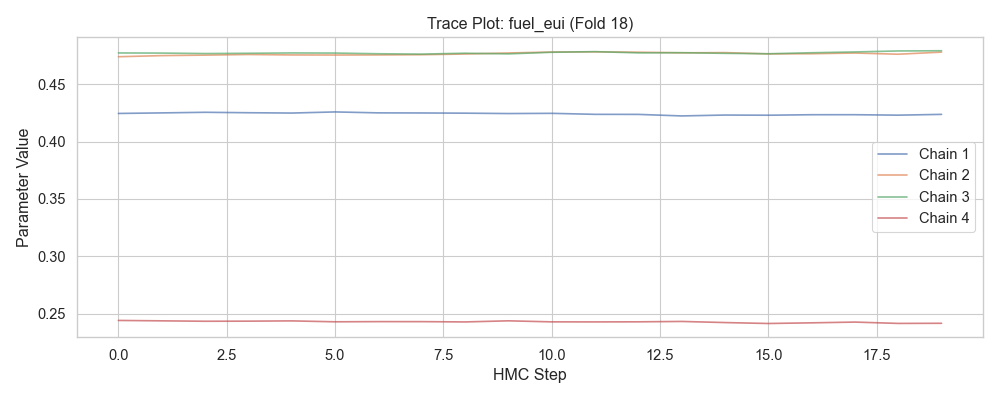 Trace Plot: fuel_eui (Fold 18)
Parameter Value
0.45
0.40
0.35
0.30
0.25
Chain 1
Chain 2
Chain 3
Chain 4
0.0
2.5
5.0
7.5
10.0
12.5
15.0
17.5
HMC Step